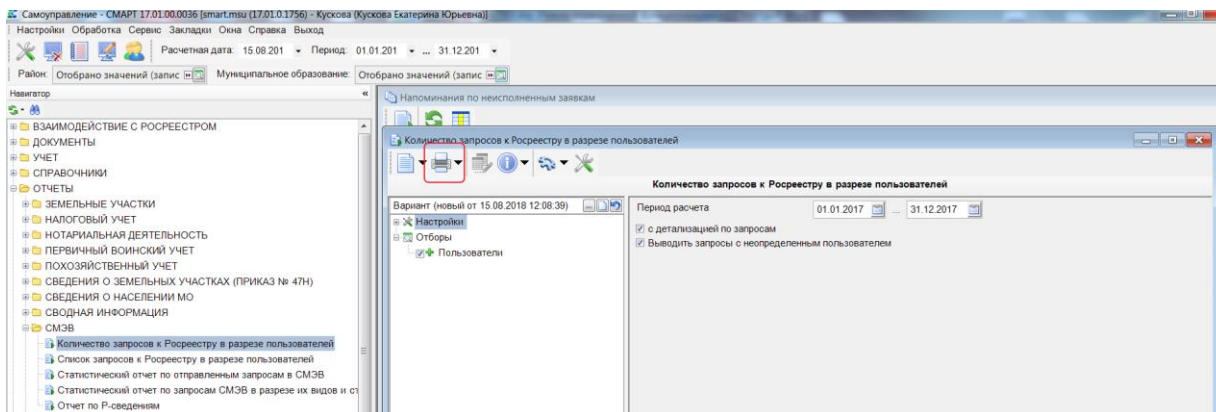 Самоуправление - СМАРТ 17.01.00.0036 [smart.msu (17.01.0.1756) - Кускова (Кускова Екатерина Юрьевна)]
Настройки Обработка Сервис Закладки Окна Справка Выход
Расчетная дата: 15.08.201 Период: 01.01.201 ... 31.12.201
Район: Отобрано значений (запис Муниципальное образование: Отобрано значений (запис
Навигатор
ВЗАИМОДЕЙСТВИЕ С РОСРЕЕСТРОМ
ДОКУМЕНТЫ
УЧЕТ
СПРАВОЧНИКИ
ОТЧЕТЫ
ЗЕМЕЛЬНЫЕ УЧАСТКИ
НАЛОГОВЫЙ УЧЕТ
НОТАРИАЛЬНАЯ ДЕЯТЕЛЬНОСТЬ
ПЕРВИЧНЫЙ ВОИНСКИЙ УЧЕТ
ПОХОЗЯЙСТВЕННЫЙ УЧЕТ
СВЕДЕНИЯ О ЗЕМЕЛЬНЫХ УЧАСТКАХ (ПРИКАЗ № 47Н)
СВЕДЕНИЯ О НАСЕЛЕНИИ МО
СВОДНАЯ ИНФОРМАЦИЯ
СМЭВ
Количество запросов к Росреестру в разрезе пользователей
Список запросов к Росреестру в разрезе пользователей
Статистический отчет по отправленным запросам в СМЭВ
Статистический отчет по запросам СМЭВ в разрезе их видов и ст
Отчет по Р-сведениям
Напоминания по неисполненным заявкам
Количество запросов к Росреестру в разрезе пользователей
Количество запросов к Росреестру в разрезе пользователей
Вариант (новый от 15.08.2018 12:08:39)
Настройки
Отборы
Пользователи
Период расчета 01.01.2017 ... 31.12.2017
с детализацией по запросам
Выводить запросы с неопределенным пользователем